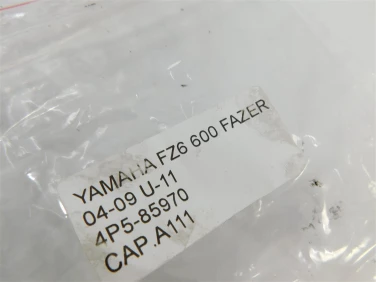 YAMAHA FZ6 600 FAZER
04-09 U-11
4P5-85970
CAP.A111